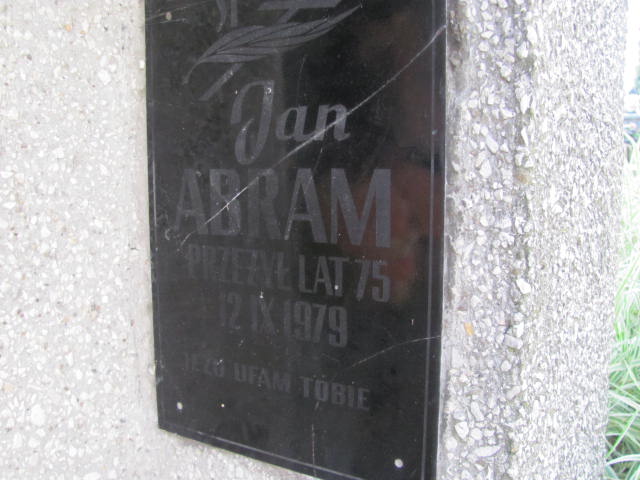 Jan
ABRAM
PRZEŻYŁ LAT 75
12 IX 1979
JEZU UFAM TOBIE